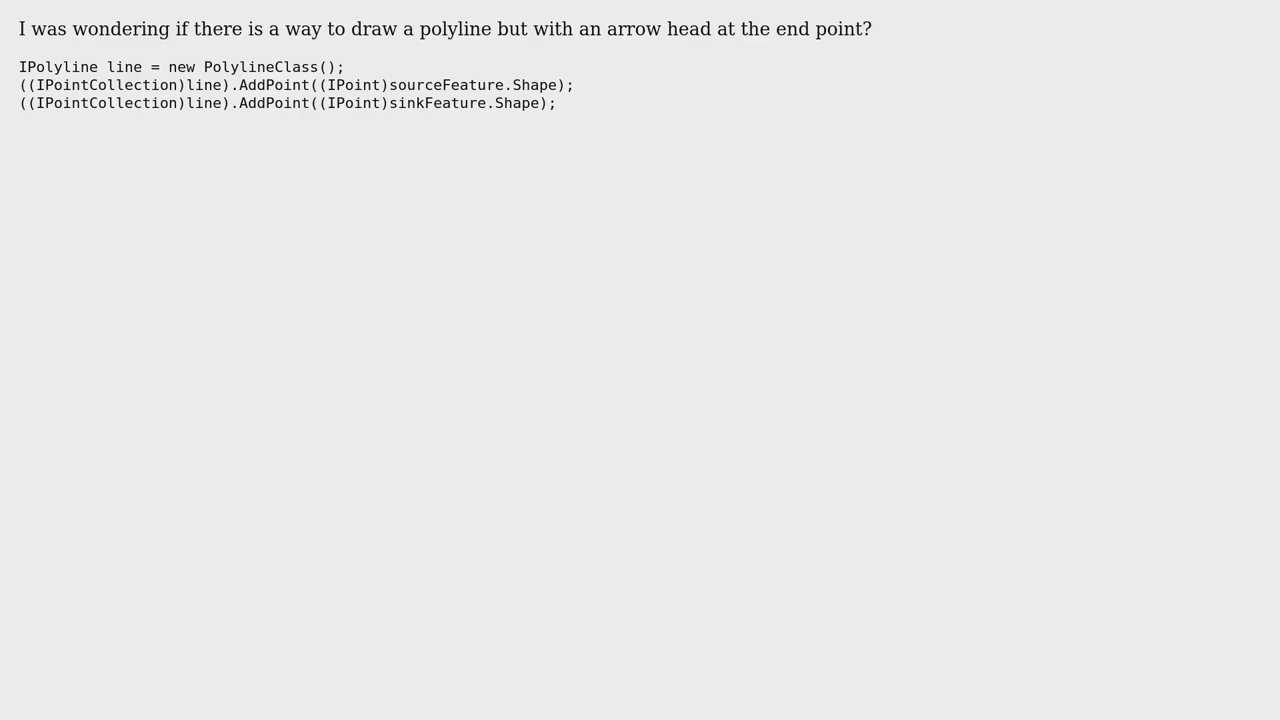 I was wondering if there is a way to draw a polyline but with an arrow head at the end point?
IPolyline line = new PolylineClass();
((IPointCollection)line).AddPoint((IPoint)sourceFeature.Shape);
((IPointCollection)line).AddPoint((IPoint)sinkFeature.Shape);